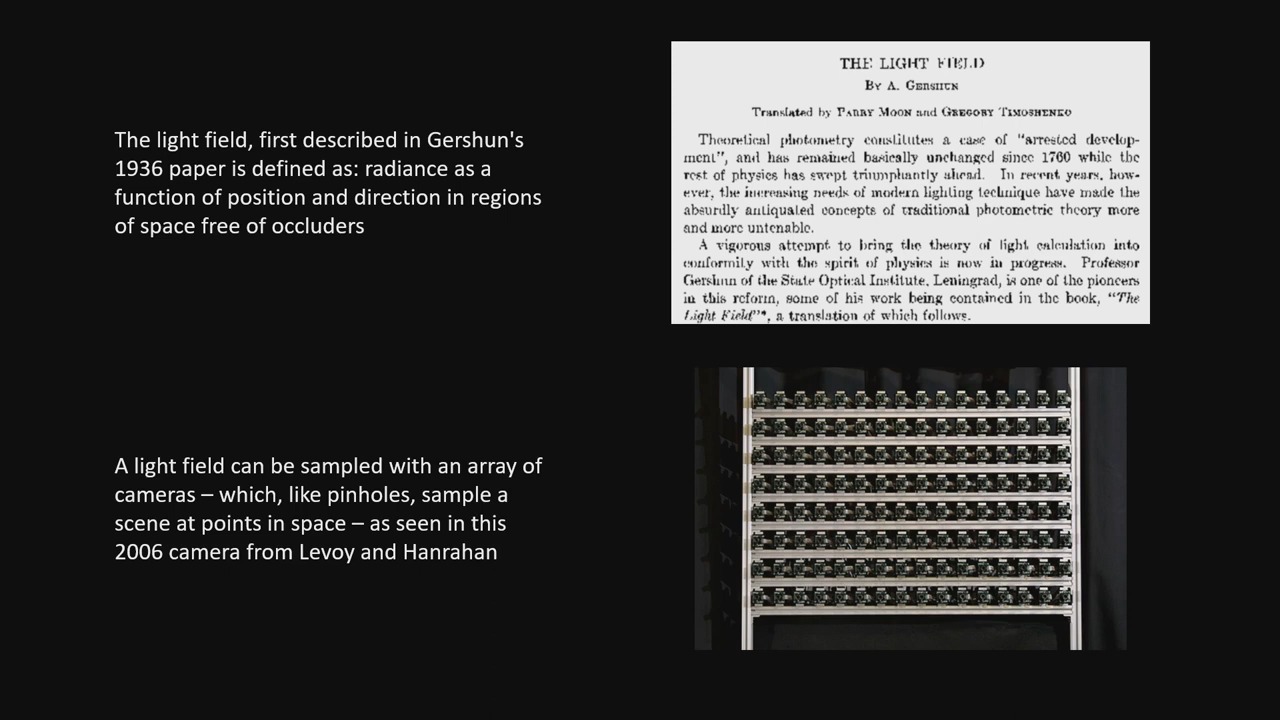 The light field, first described in Gershun's
1936 paper is defined as: radiance as a
function of position and direction in regions
of space free of occluders
THE LIGHT FIELD
By A. Gershun
Translated by Parry Moon and Gregory Timoshenko
Theoretical photometry constitutes a case of "arrested develop-
ment", and has remained basically unchanged since 1760 while the
rest of physics has swept triumphantly ahead. In recent years, how-
ever, the increasing needs of modern lighting technique have made the
absurdly antiquated concepts of traditional photometric theory more
and more untenable.
A vigorous attempt to bring the theory of light calculation into
conformity with the spirit of physics is now in progress. Professor
Gershun of the State Optical Institute, Leningrad, is one of the pioneers
in this reform, some of his work being contained in the book, "The
Light Field"*, a translation of which follows.
A light field can be sampled with an array of
cameras – which, like pinholes, sample a
scene at points in space – as seen in this
2006 camera from Levoy and Hanrahan